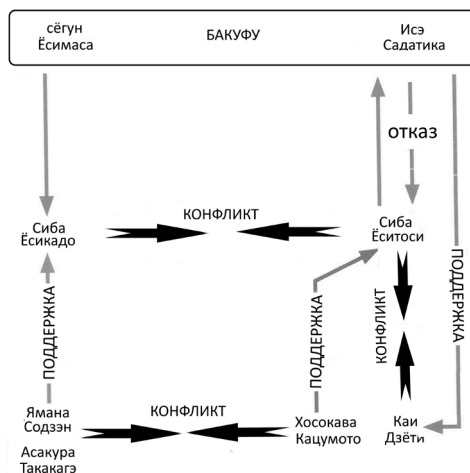 сёгун
Ёсимаса
БАКУФУ
Исэ
Садатика
отказ
Сиба
Ёсикадо
КОНФЛИКТ
Сиба
Ёситоси
ПОДДЕРЖКА
ПОДДЕРЖКА
КОНФЛИКТ
ПОДДЕРЖКА
Ямана
Содзэн
Асакура
Такакагэ
КОНФЛИКТ
Хосокава
Кацумото
Каи
Дзёти